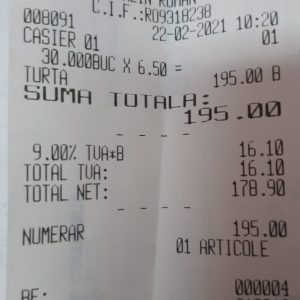 C.I.F.:RO9318238
008091 22-02-2021 10:20
CASIER 01 01
30.000BUC X 6.50 =
TURTA 195.00 B
SUMA TOTALA:
195.00
- - - -
9.00% TVA*B 16.10
TOTAL TVA: 16.10
TOTAL NET: 178.90
- - - -
NUMERAR 195.00
01 ARTICOLE
000004
BF: